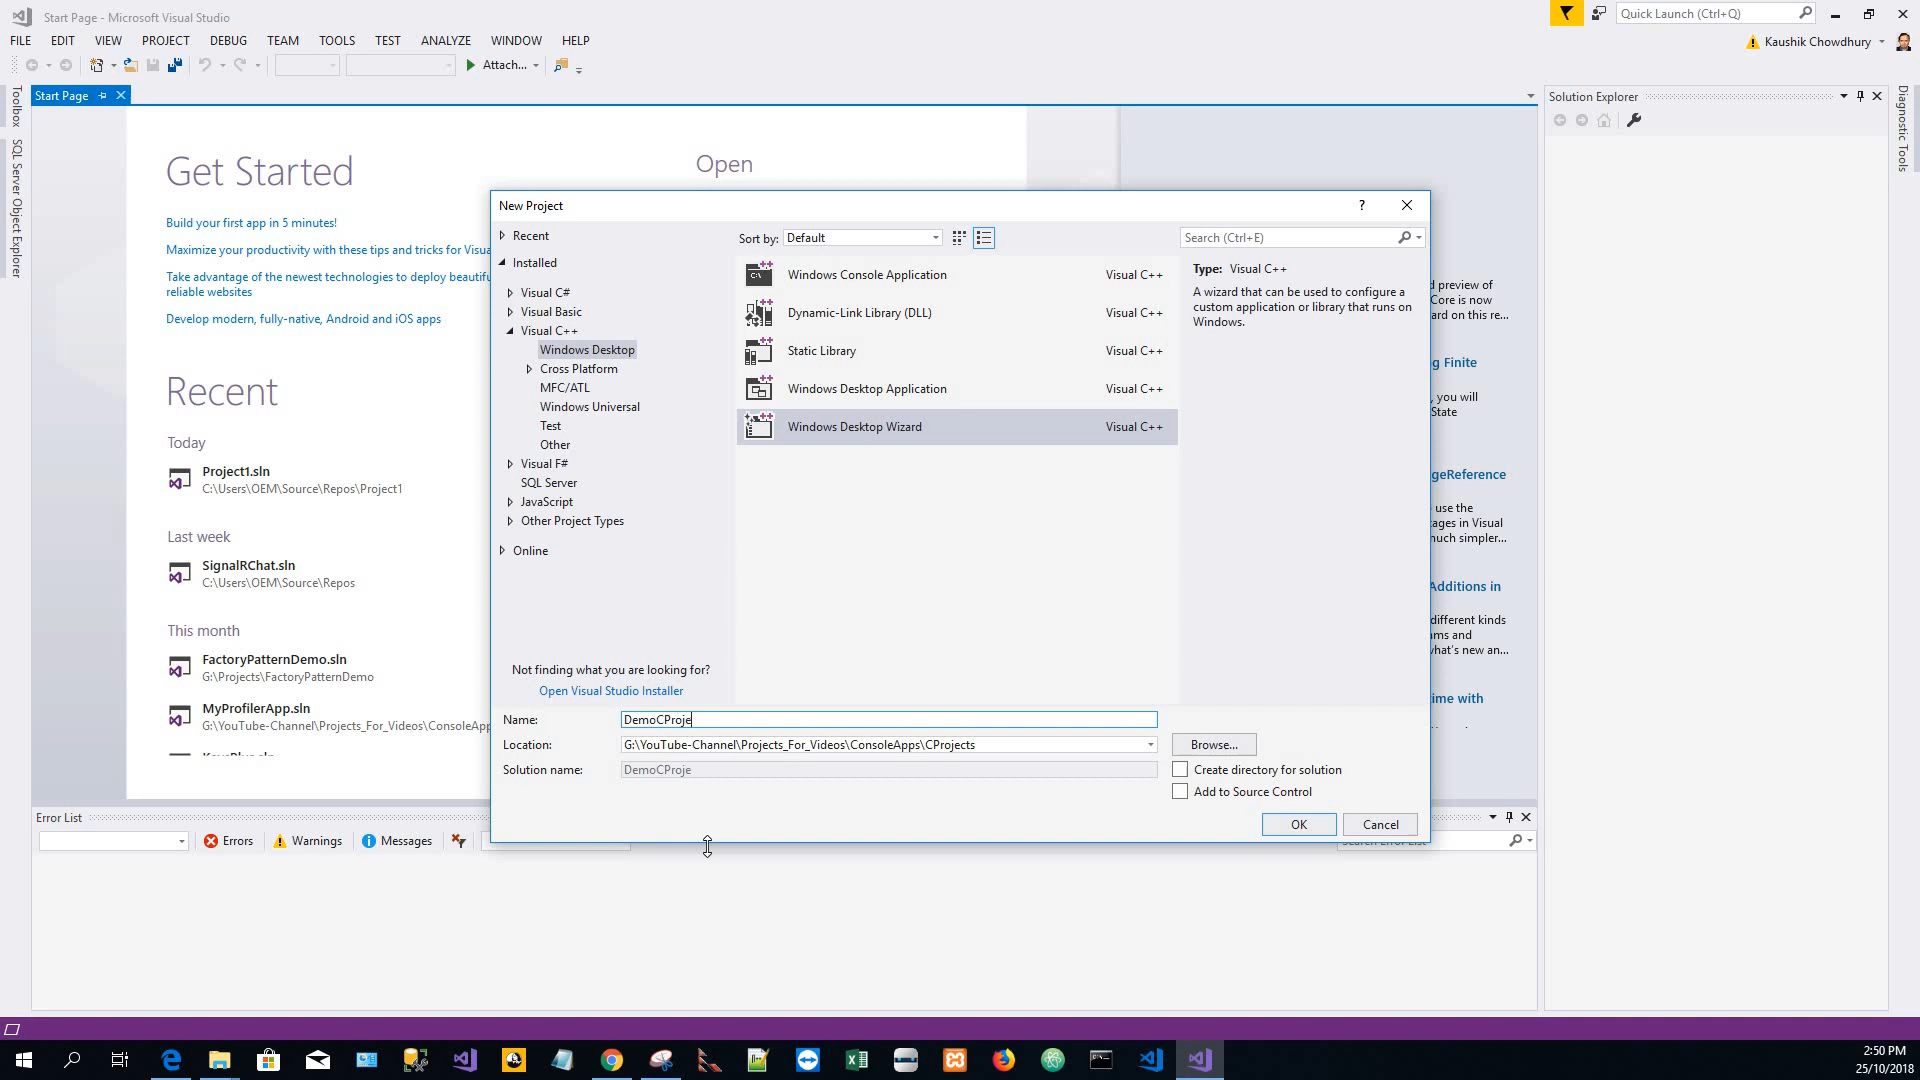 Start Page - Microsoft Visual Studio
Quick Launch (Ctrl+Q)
FILE EDIT VIEW PROJECT DEBUG TEAM TOOLS TEST ANALYZE WINDOW HELP
Kaushik Chowdhury
Attach...
Toolbox
SQL Server Object Explorer
Start Page
Solution Explorer
Diagnostic Tools
Get Started
Open
Build your first app in 5 minutes!
Maximize your productivity with these tips and tricks for Visua
Take advantage of the newest technologies to deploy beautifu
reliable websites
Develop modern, fully-native, Android and iOS apps
Recent
Today
Project1.sln
C:\Users\OEM\Source\Repos\Project1
Last week
SignalRChat.sln
C:\Users\OEM\Source\Repos
This month
FactoryPatternDemo.sln
G:\Projects\FactoryPatternDemo
MyProfilerApp.sln
G:\YouTube-Channel\Projects_For_Videos\ConsoleApp
New Project
?
Recent
Installed
Visual C#
Visual Basic
Visual C++
Windows Desktop
Cross Platform
MFC/ATL
Windows Universal
Test
Other
Visual F#
SQL Server
JavaScript
Other Project Types
Online
Not finding what you are looking for?
Open Visual Studio Installer
Sort by: Default
Search (Ctrl+E)
Windows Console Application Visual C++
Dynamic-Link Library (DLL) Visual C++
Static Library Visual C++
Windows Desktop Application Visual C++
Windows Desktop Wizard Visual C++
Type: Visual C++
A wizard that can be used to configure a
custom application or library that runs on
Windows.
Name: DemoCProje
Location: G:\YouTube-Channel\Projects_For_Videos\ConsoleApps\CProjects
Browse...
Solution name: DemoCProje
Create directory for solution
Add to Source Control
OK Cancel
d preview of
Core is now
ard on this re...
g Finite
, you will
State
geReference
use the
ages in Visual
much simpler...
Additions in
different kinds
ms and
what's new an...
time with
Error List
Errors Warnings Messages
Search Error List
2:50 PM
25/10/2018